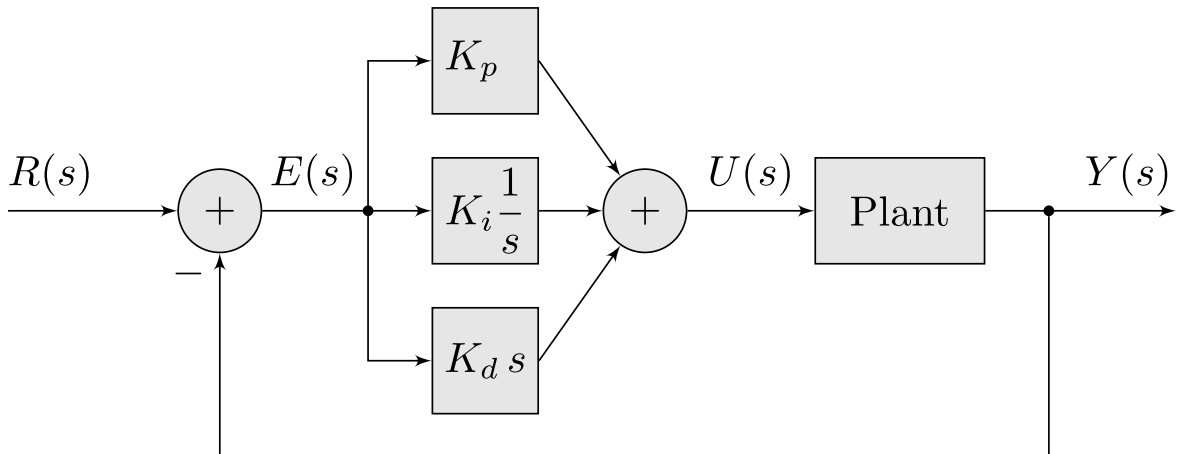 K_p
R(s)
E(s)
U(s)
Y(s)
+
K_i 1/s
+
Plant
−
K_d s